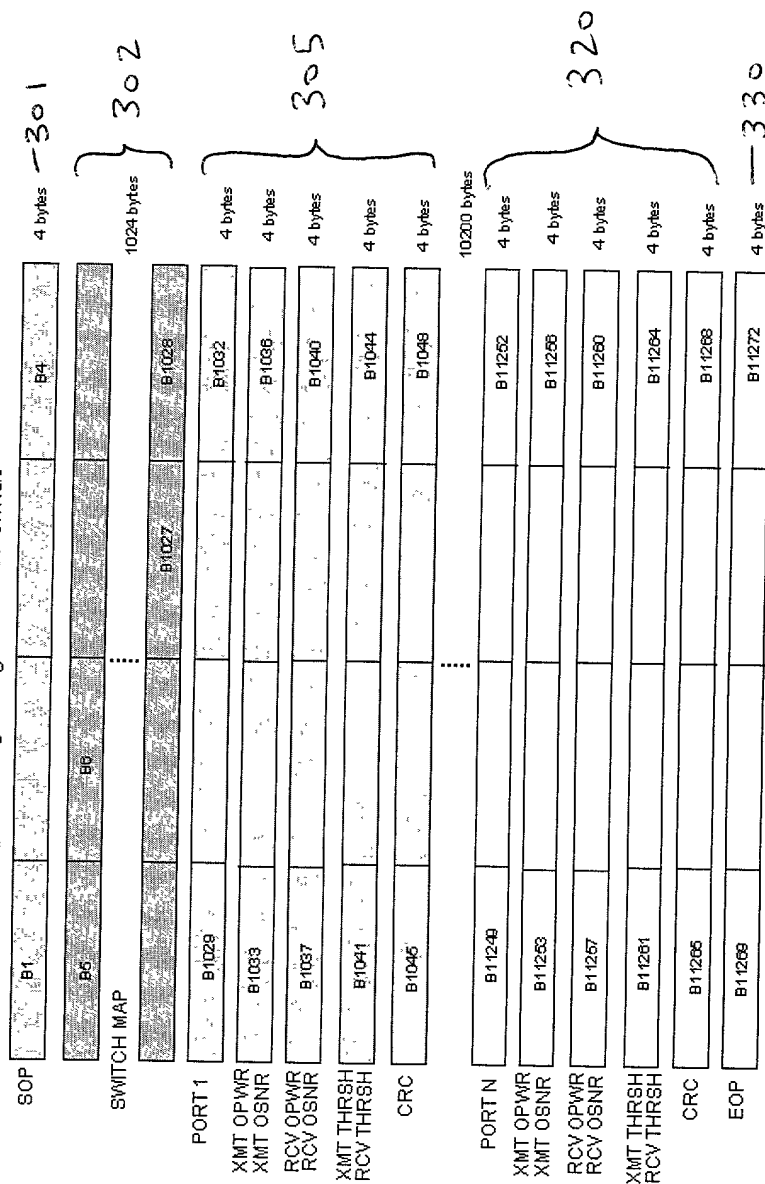 SOP B1 B4 4 bytes 301
B5 B6
SWITCH MAP 1024 bytes 302
B1027 B1028
PORT 1 B1029 B1032 4 bytes
XMT OPWR
XMT OSNR B1033 B1036 4 bytes
RCV OPWR
RCV OSNR B1037 B1040 4 bytes 305
XMT THRSH
RCV THRSH B1041 B1044 4 bytes
CRC B1045 B1048 4 bytes
10200 bytes
PORT N B11249 B11252 4 bytes
XMT OPWR
XMT OSNR B11253 B11256 4 bytes
RCV OPWR
RCV OSNR B11257 B11260 4 bytes 320
XMT THRSH
RCV THRSH B11261 B11264 4 bytes
CRC B11265 B11268 4 bytes
EOP B11269 B11272 4 bytes 330